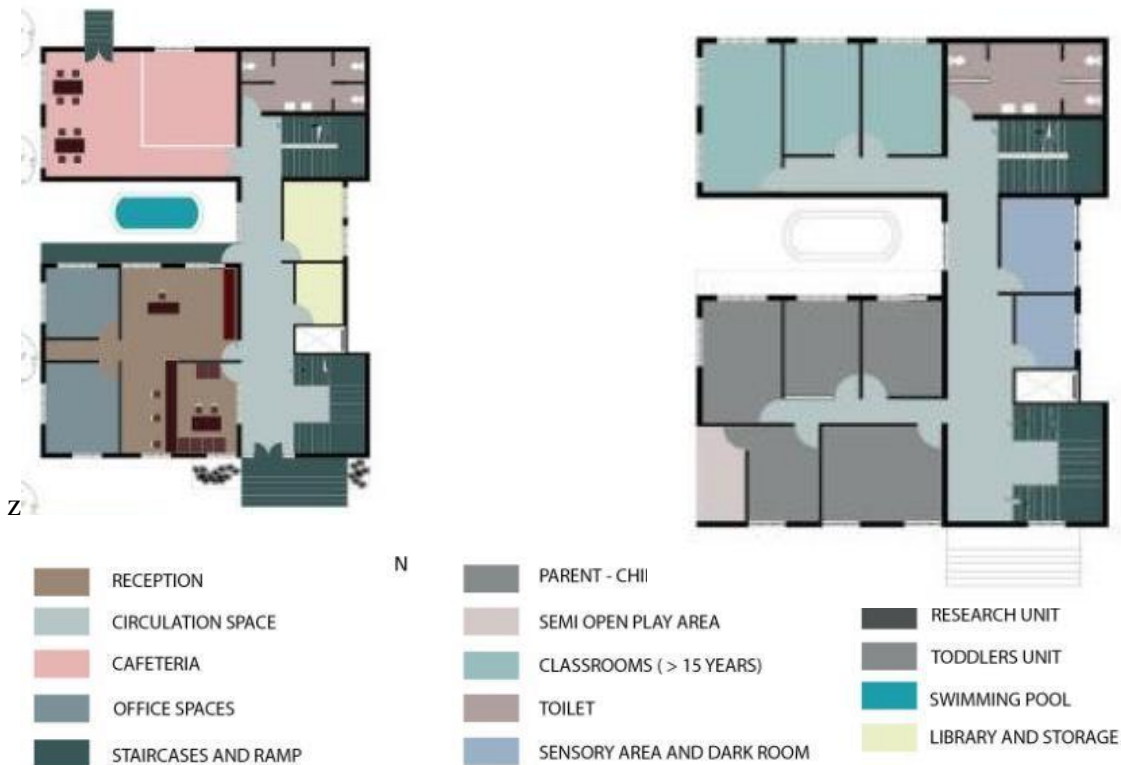 z
N
RECEPTION
CIRCULATION SPACE
CAFETERIA
OFFICE SPACES
STAIRCASES AND RAMP
PARENT - CHI
SEMI OPEN PLAY AREA
CLASSROOMS ( > 15 YEARS)
TOILET
SENSORY AREA AND DARK ROOM
RESEARCH UNIT
TODDLERS UNIT
SWIMMING POOL
LIBRARY AND STORAGE